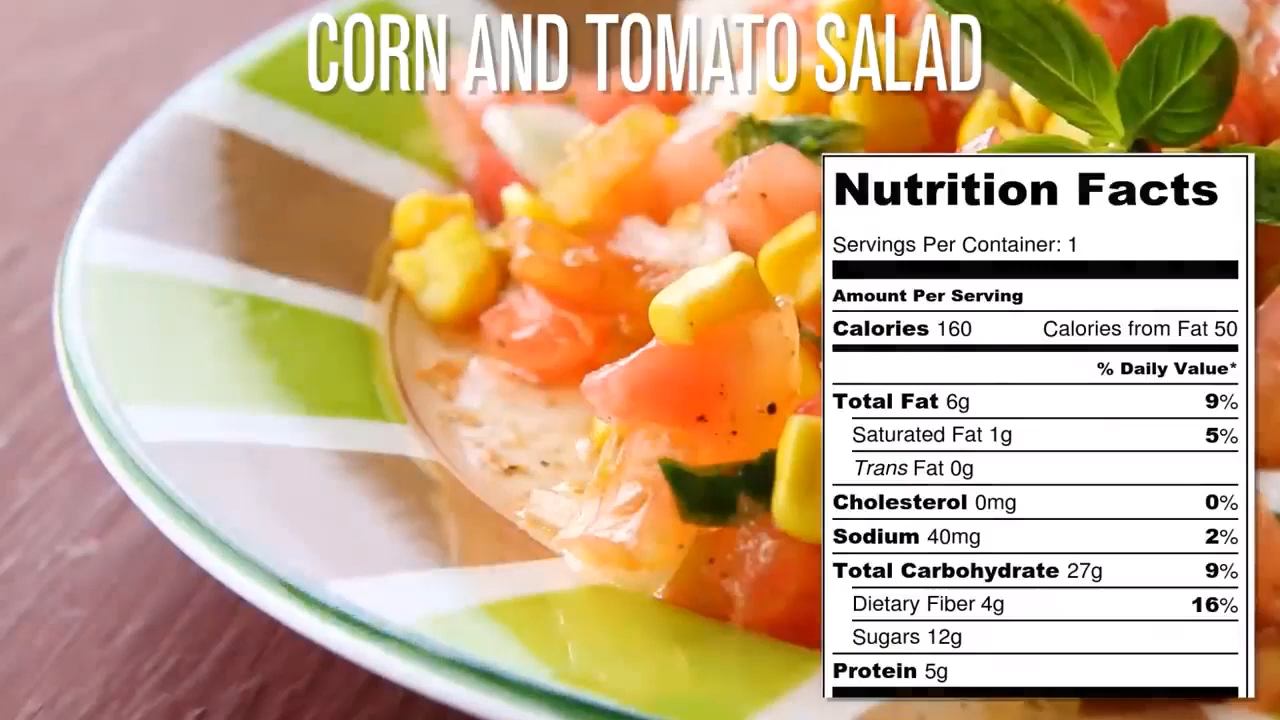 CORN AND TOMATO SALAD
Nutrition Facts
Servings Per Container: 1
Amount Per Serving
Calories 160 Calories from Fat 50
% Daily Value*
Total Fat 6g 9%
Saturated Fat 1g 5%
Trans Fat 0g
Cholesterol 0mg 0%
Sodium 40mg 2%
Total Carbohydrate 27g 9%
Dietary Fiber 4g 16%
Sugars 12g
Protein 5g